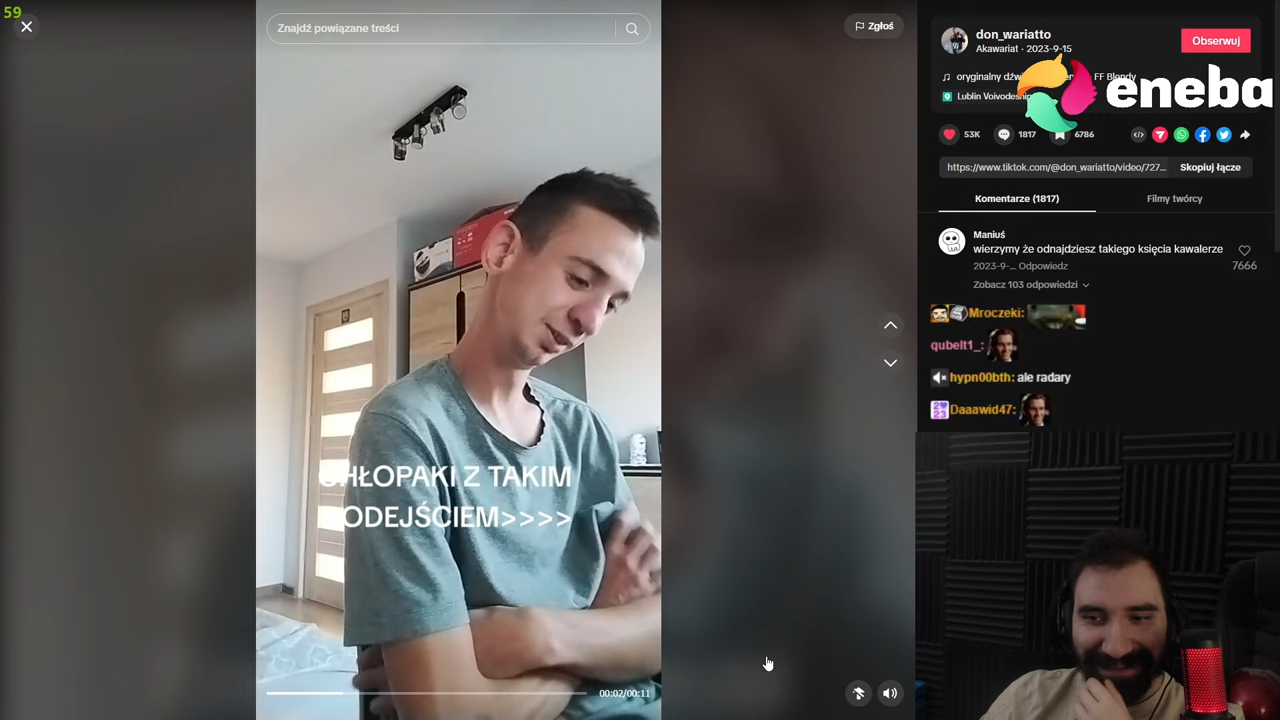 59
Znajdź powiązane treści
Zgłoś
CHŁOPAKI Z TAKIM
PODEJŚCIEM>>>>
00:02/00:11
don_wariatto
Akawariat · 2023-9-15
Obserwuj
oryginalny
FF Blendy
Lublin
eneba
53K
1817
6786
https://www.tiktok.com/@don_wariatto/video/727...
Skopiuj łącze
Komentarze (1817)
Filmy twórcy
Maniuś
wierzymy że odnajdziesz takiego księcia kawalerze
2023-9-... Odpowiedz
7666
Zobacz 103 odpowiedzi
Mroczeki:
qubelt1_:
hypn00bth: ale radary
Daaawid47: